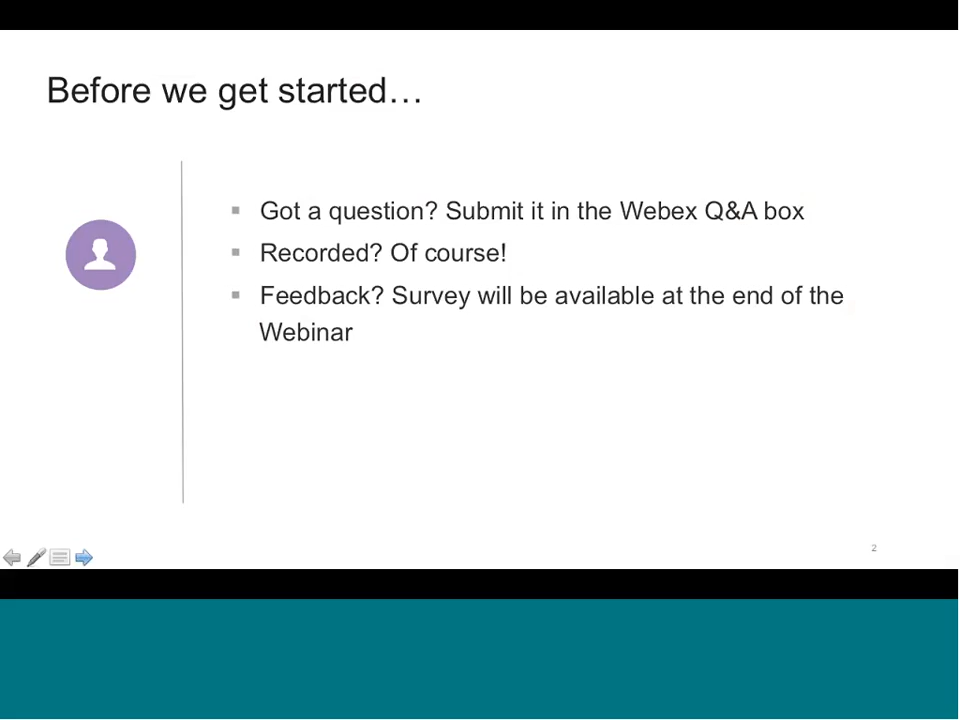 Before we get started…
▪ Got a question? Submit it in the Webex Q&A box
▪ Recorded? Of course!
▪ Feedback? Survey will be available at the end of the
Webinar
2